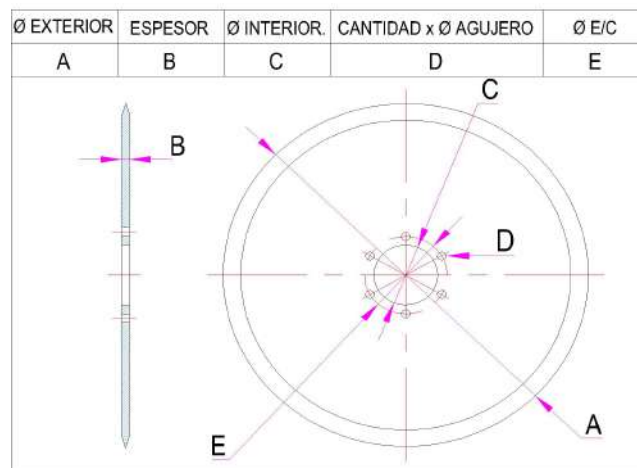 Ø EXTERIOR ESPESOR Ø INTERIOR. CANTIDAD x Ø AGUJERO Ø E/C
A B C D E
C
B
D
E
A